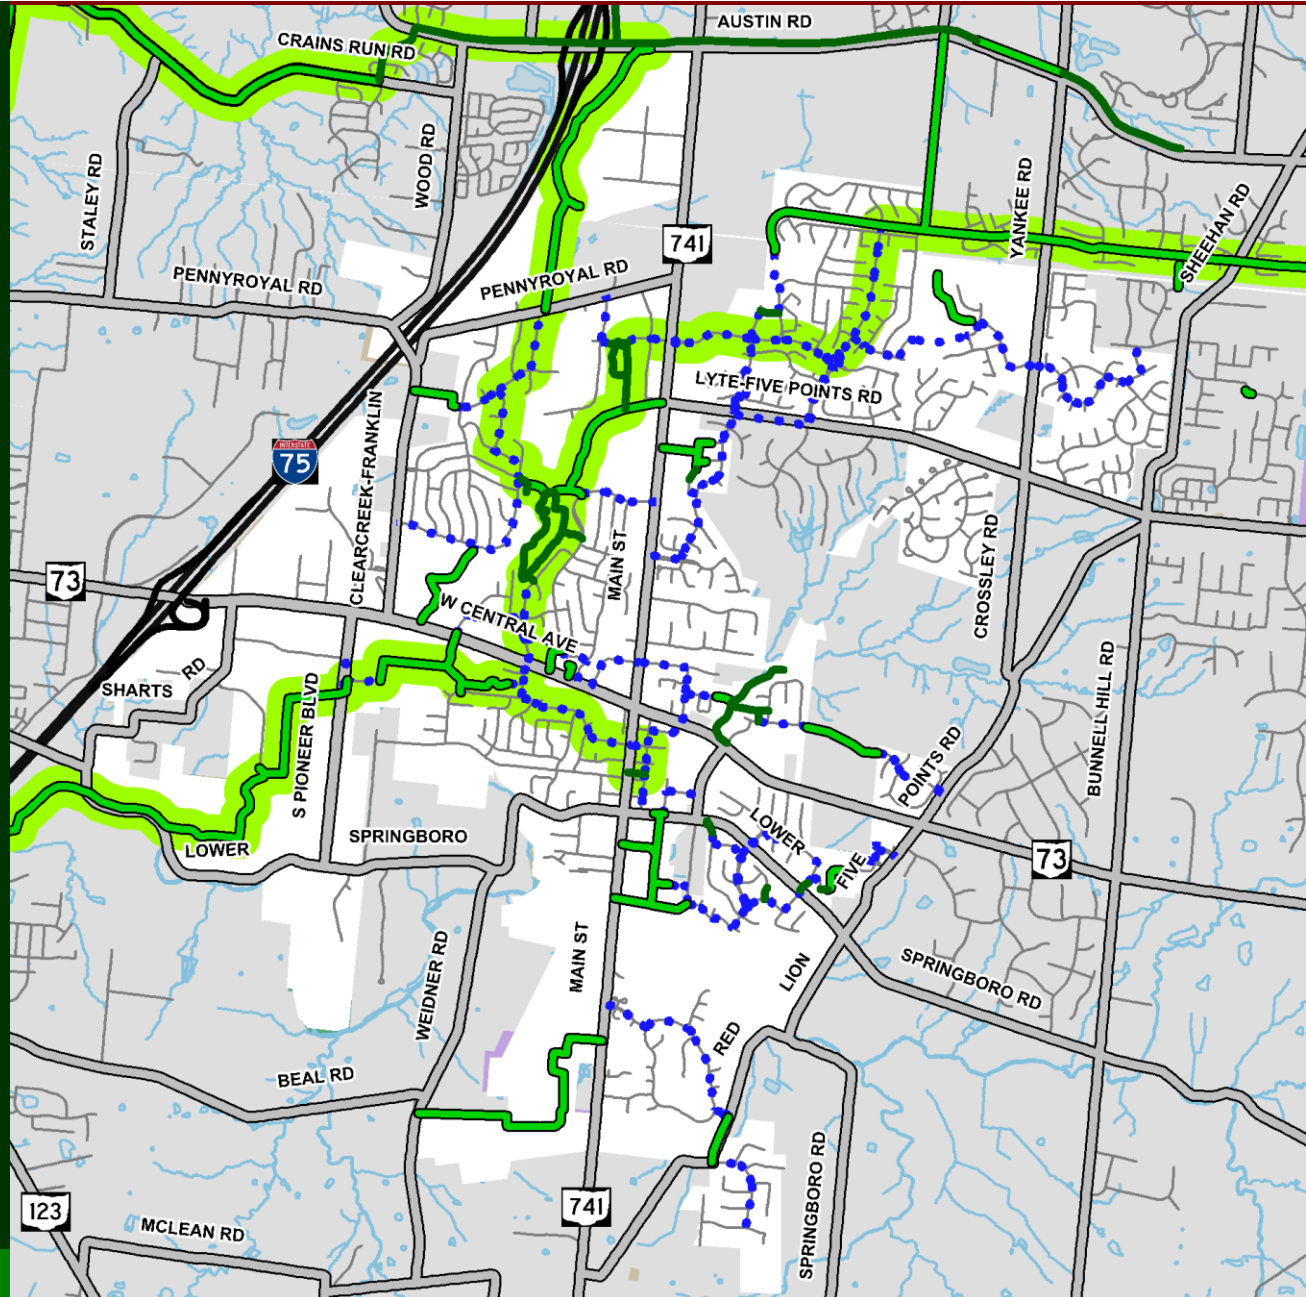 AUSTIN RD
CRAINS RUN RD
WOOD RD
STALEY RD
YANKEE RD
SHEEHAN RD
741
PENNYROYAL RD
PENNYROYAL RD
LYTE-FIVE POINTS RD
INTERSTATE
75
CLEARCREEK-FRANKLIN
MAIN ST
CROSSLEY RD
73
W CENTRAL AVE
SHARTS RD
S PIONEER BLVD
BUNNELL HILL RD
POINTS RD
LOWER
SPRINGBORO
LOWER
FIVE
73
MAIN ST
WEIDNER RD
LION
SPRINGBORO RD
RED
BEAL RD
SPRINGBORO RD
741
123
MCLEAN RD